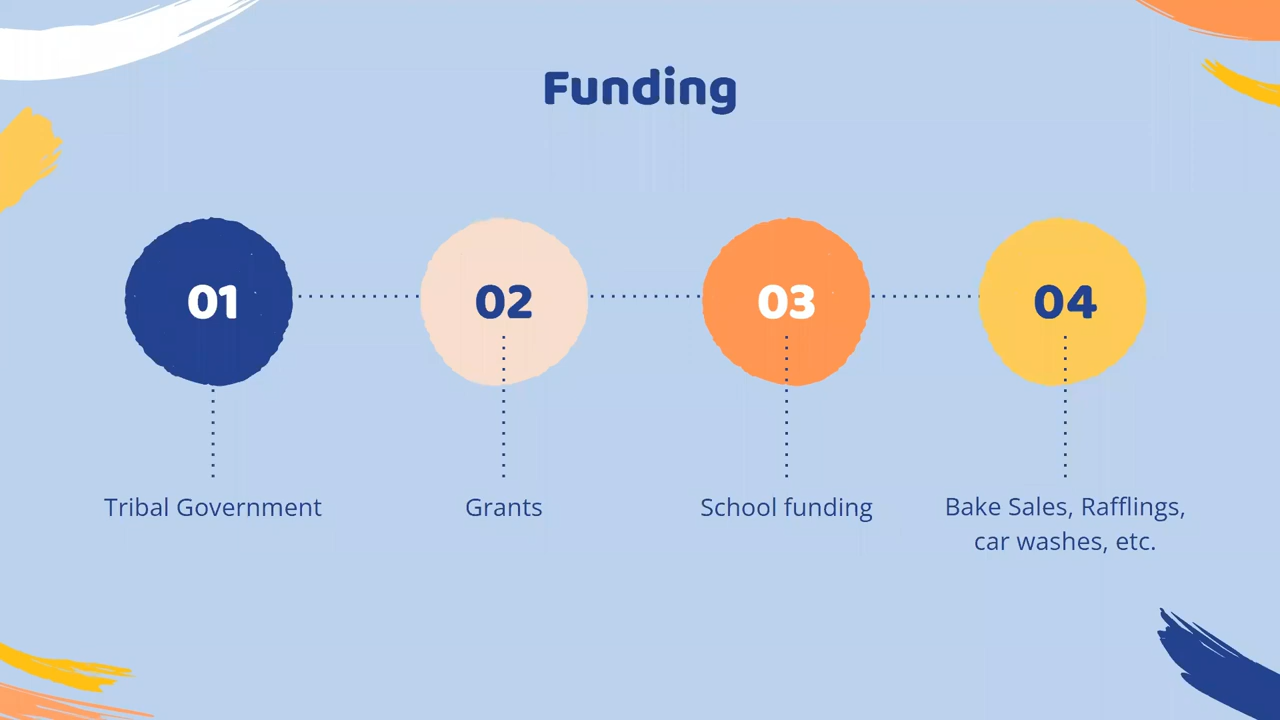 Funding
01
02
03
04
Tribal Government
Grants
School funding
Bake Sales, Rafflings,
car washes, etc.